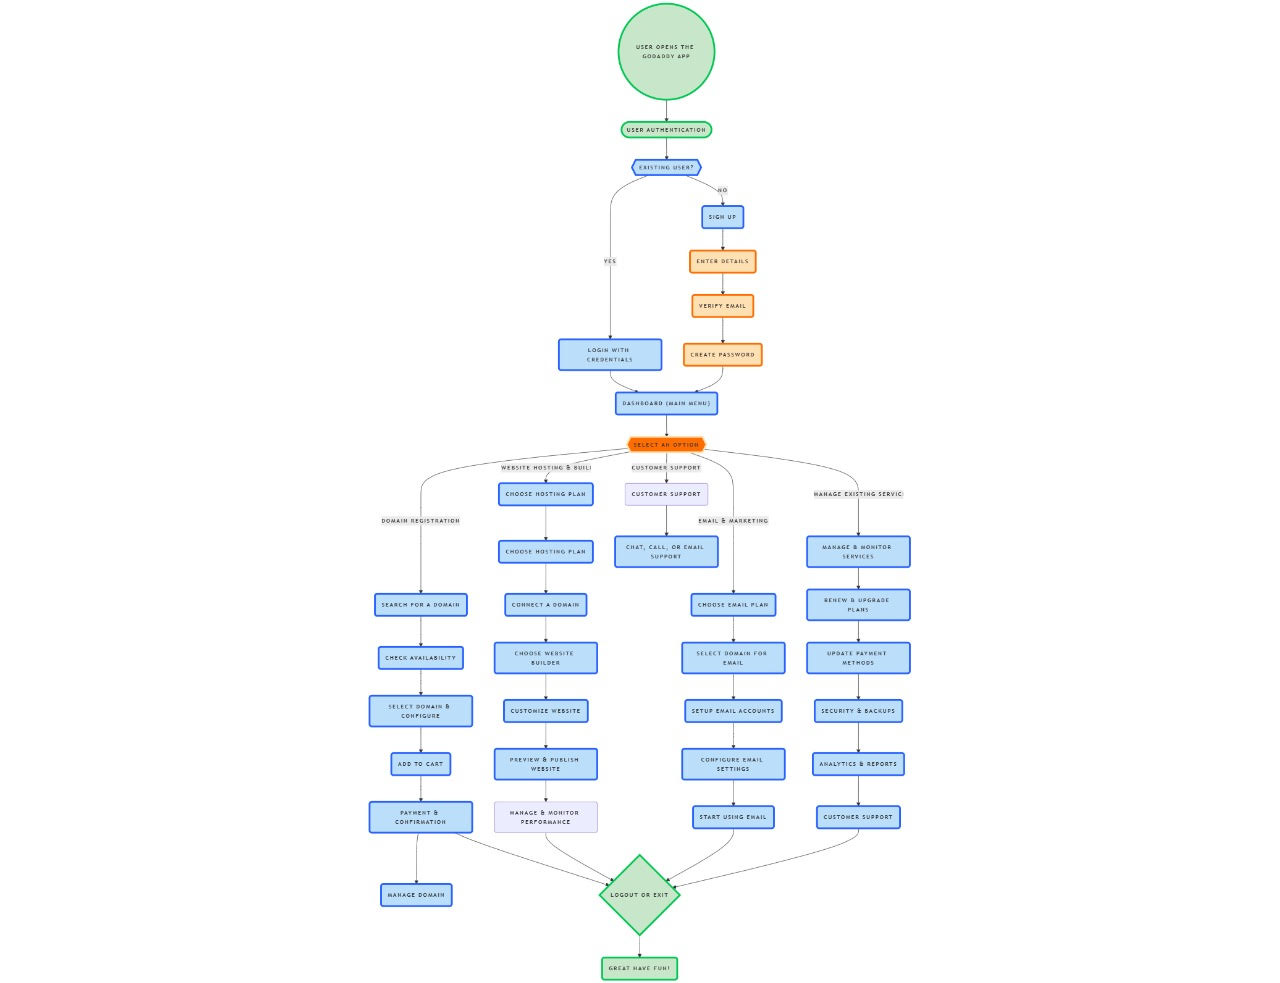 USER OPENS THE
GODADDY APP
USER AUTHENTICATION
EXISTING USER?
NO
SIGN UP
YES
ENTER DETAILS
VERIFY EMAIL
LOGIN WITH
CREDENTIALS
CREATE PASSWORD
DASHBOARD (MAIN MENU)
SELECT AN OPTION
DOMAIN REGISTRATION
SEARCH FOR A DOMAIN
CHECK AVAILABILITY
SELECT DOMAIN &
CONFIGURE
ADD TO CART
PAYMENT &
CONFIRMATION
MANAGE DOMAIN
WEBSITE HOSTING & BUIL
CHOOSE HOSTING PLAN
CHOOSE HOSTING PLAN
CONNECT A DOMAIN
CHOOSE WEBSITE
BUILDER
CUSTOMIZE WEBSITE
PREVIEW & PUBLISH
WEBSITE
MANAGE & MONITOR
PERFORMANCE
CUSTOMER SUPPORT
CUSTOMER SUPPORT
CHAT, CALL, OR EMAIL
SUPPORT
EMAIL & MARKETING
CHOOSE EMAIL PLAN
SELECT DOMAIN FOR
EMAIL
SETUP EMAIL ACCOUNTS
CONFIGURE EMAIL
SETTINGS
START USING EMAIL
MANAGE EXISTING SERVIC
MANAGE & MONITOR
SERVICES
RENEW & UPGRADE
PLANS
UPDATE PAYMENT
METHODS
SECURITY & BACKUPS
ANALYTICS & REPORTS
CUSTOMER SUPPORT
LOGOUT OR EXIT
GREAT HAVE FUN!